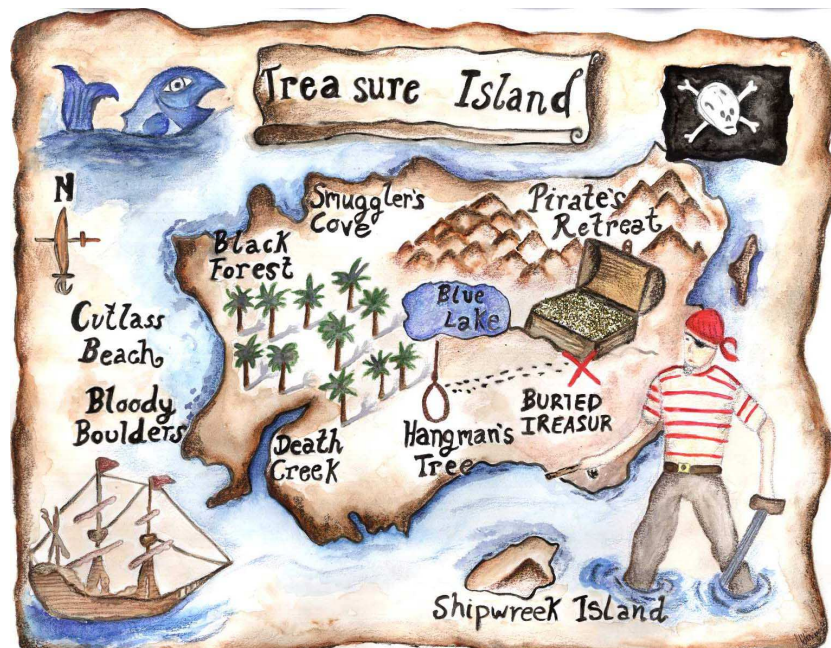 Treasure Island
N
Smuggler's
Cove
Pirate's
Retreat
Black
Forest
Blue
Lake
Cutlass
Beach
Bloody
Boulders
BURIED
TREASUR
Hangman's
Tree
Death
Creek
Shipwreek Island